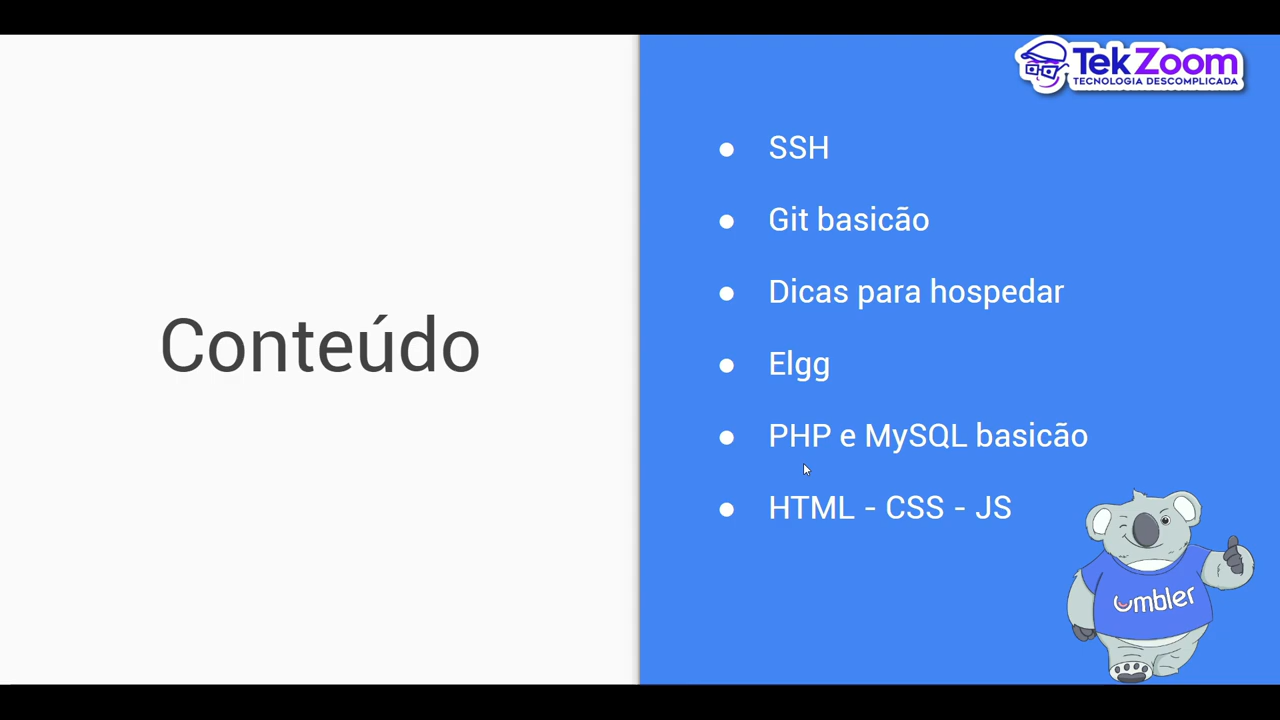 TekZoom
TECNOLOGIA DESCOMPLICADA
Conteúdo
SSH
Git basicão
Dicas para hospedar
Elgg
PHP e MySQL basicão
HTML - CSS - JS
umbler